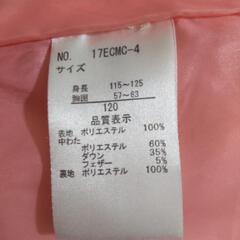 NO. 17ECMC-4
サイズ
身長 115～125
胸囲 57～63
120
品質表示
表地 ポリエステル 100%
中わた
ポリエステル 60%
ダウン 35%
フェザー 5%
裏地 ポリエステル 100%